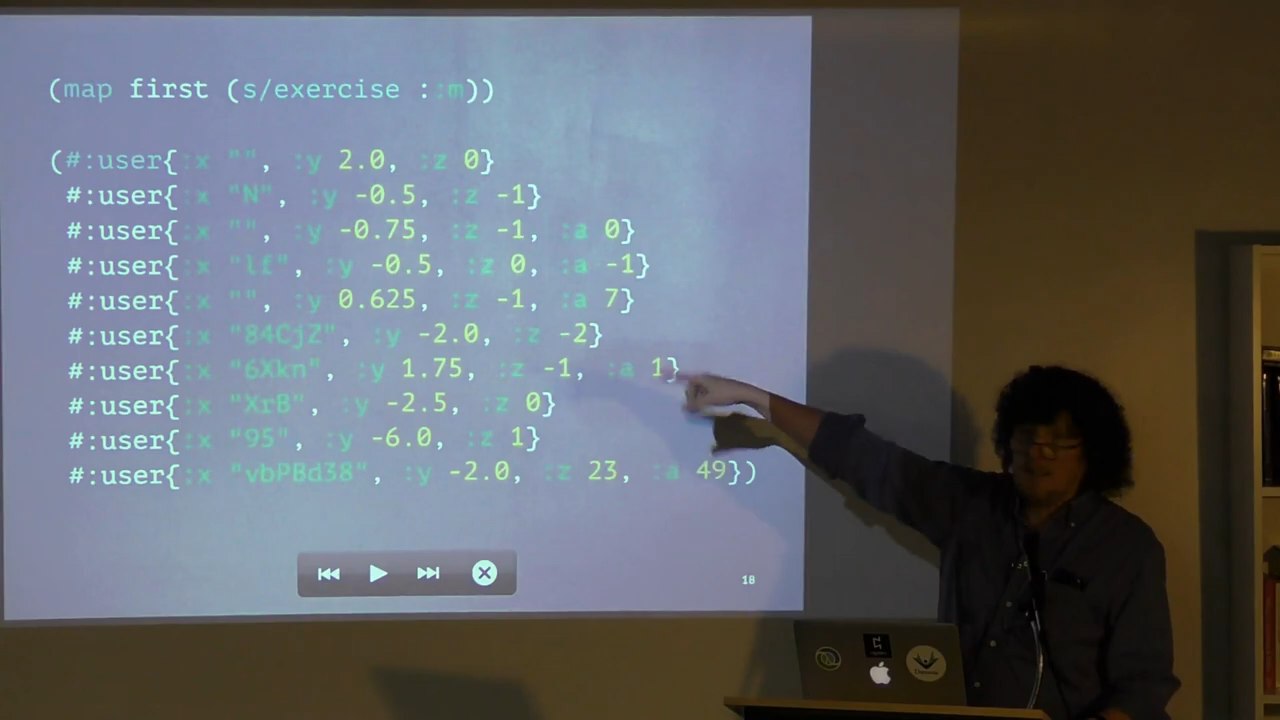 (map first (s/exercise ::m))
(#:user{:x "", :y 2.0, :z 0}
#:user{:x "N", :y -0.5, :z -1}
#:user{:x "", :y -0.75, :z -1, :a 0}
#:user{:x "lf", :y -0.5, :z 0, :a -1}
#:user{:x "", :y 0.625, :z -1, :a 7}
#:user{:x "84CjZ", :y -2.0, :z -2}
#:user{:x "6Xkn", :y 1.75, :z -1, :a 1}
#:user{:x "XrB", :y -2.5, :z 0}
#:user{:x "95", :y -6.0, :z 1}
#:user{:x "vbPBd38", :y -2.0, :z 23, :a 49})
18